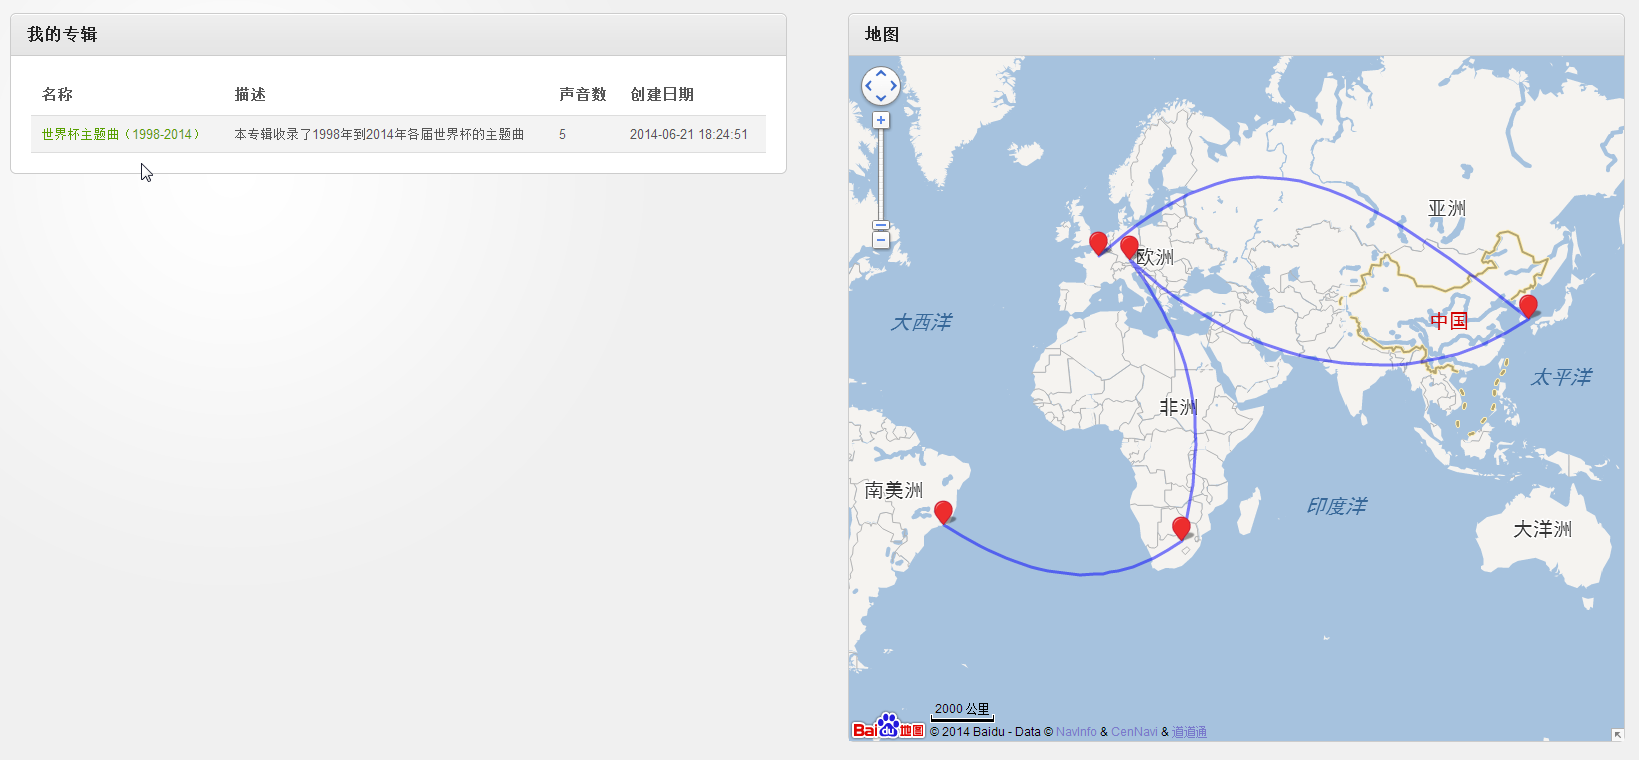 我的专辑
名称 描述 声音数 创建日期
世界杯主题曲（1998-2014） 本专辑收录了1998年到2014年各届世界杯的主题曲 5 2014-06-21 18:24:51
地图
亚洲
欧洲
大西洋
中国
太平洋
非洲
南美洲
印度洋
大洋洲
2000 公里
Bai du 地图 © 2014 Baidu - Data © NavInfo & CenNavi & 道道通